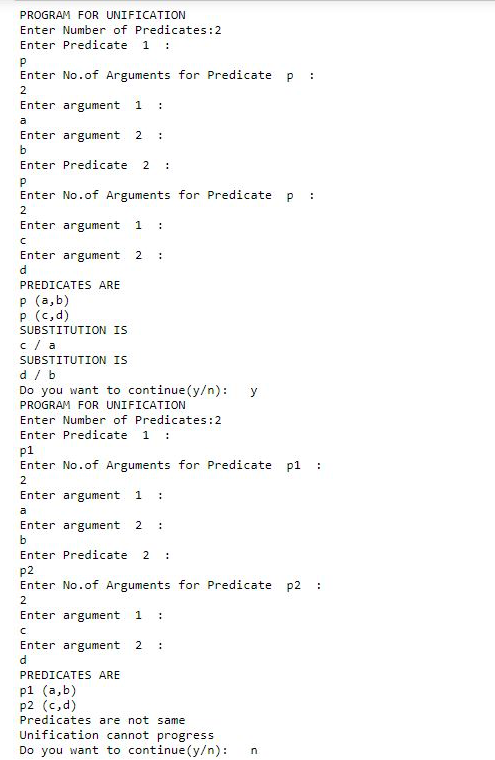 PROGRAM FOR UNIFICATION
Enter Number of Predicates:2
Enter Predicate  1  :
p
Enter No.of Arguments for Predicate  p  :
2
Enter argument  1  :
a
Enter argument  2  :
b
Enter Predicate  2  :
p
Enter No.of Arguments for Predicate  p  :
2
Enter argument  1  :
c
Enter argument  2  :
d
PREDICATES ARE
p (a,b)
p (c,d)
SUBSTITUTION IS
c / a
SUBSTITUTION IS
d / b
Do you want to continue(y/n):   y
PROGRAM FOR UNIFICATION
Enter Number of Predicates:2
Enter Predicate  1  :
p1
Enter No.of Arguments for Predicate  p1  :
2
Enter argument  1  :
a
Enter argument  2  :
b
Enter Predicate  2  :
p2
Enter No.of Arguments for Predicate  p2  :
2
Enter argument  1  :
c
Enter argument  2  :
d
PREDICATES ARE
p1 (a,b)
p2 (c,d)
Predicates are not same
Unification cannot progress
Do you want to continue(y/n):   n